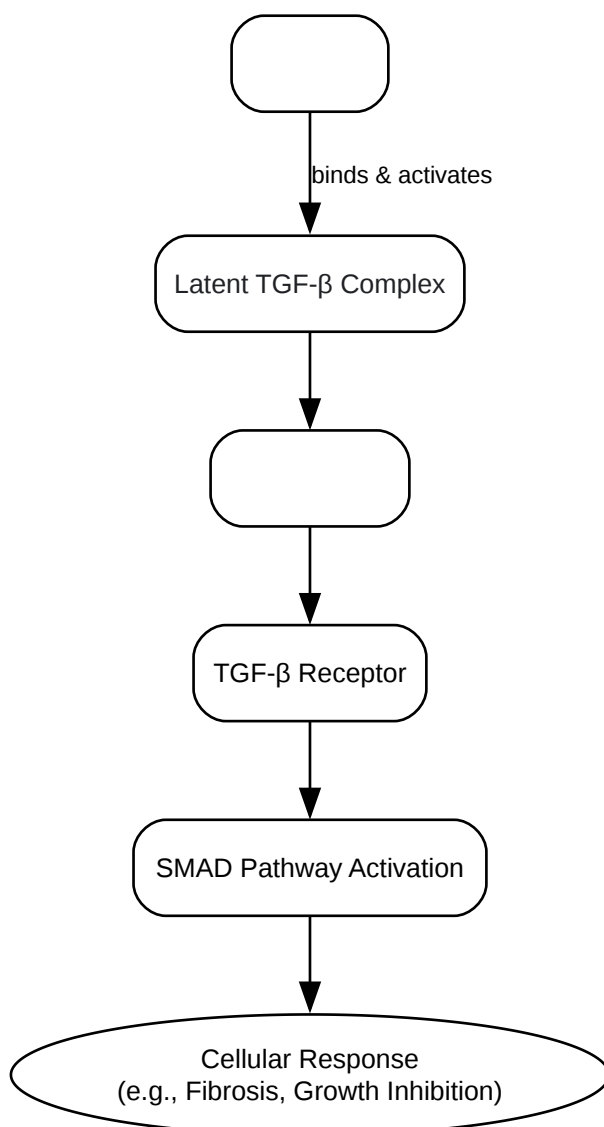 binds & activates
Latent TGF-β Complex
TGF-β Receptor
SMAD Pathway Activation
Cellular Response
(e.g., Fibrosis, Growth Inhibition)